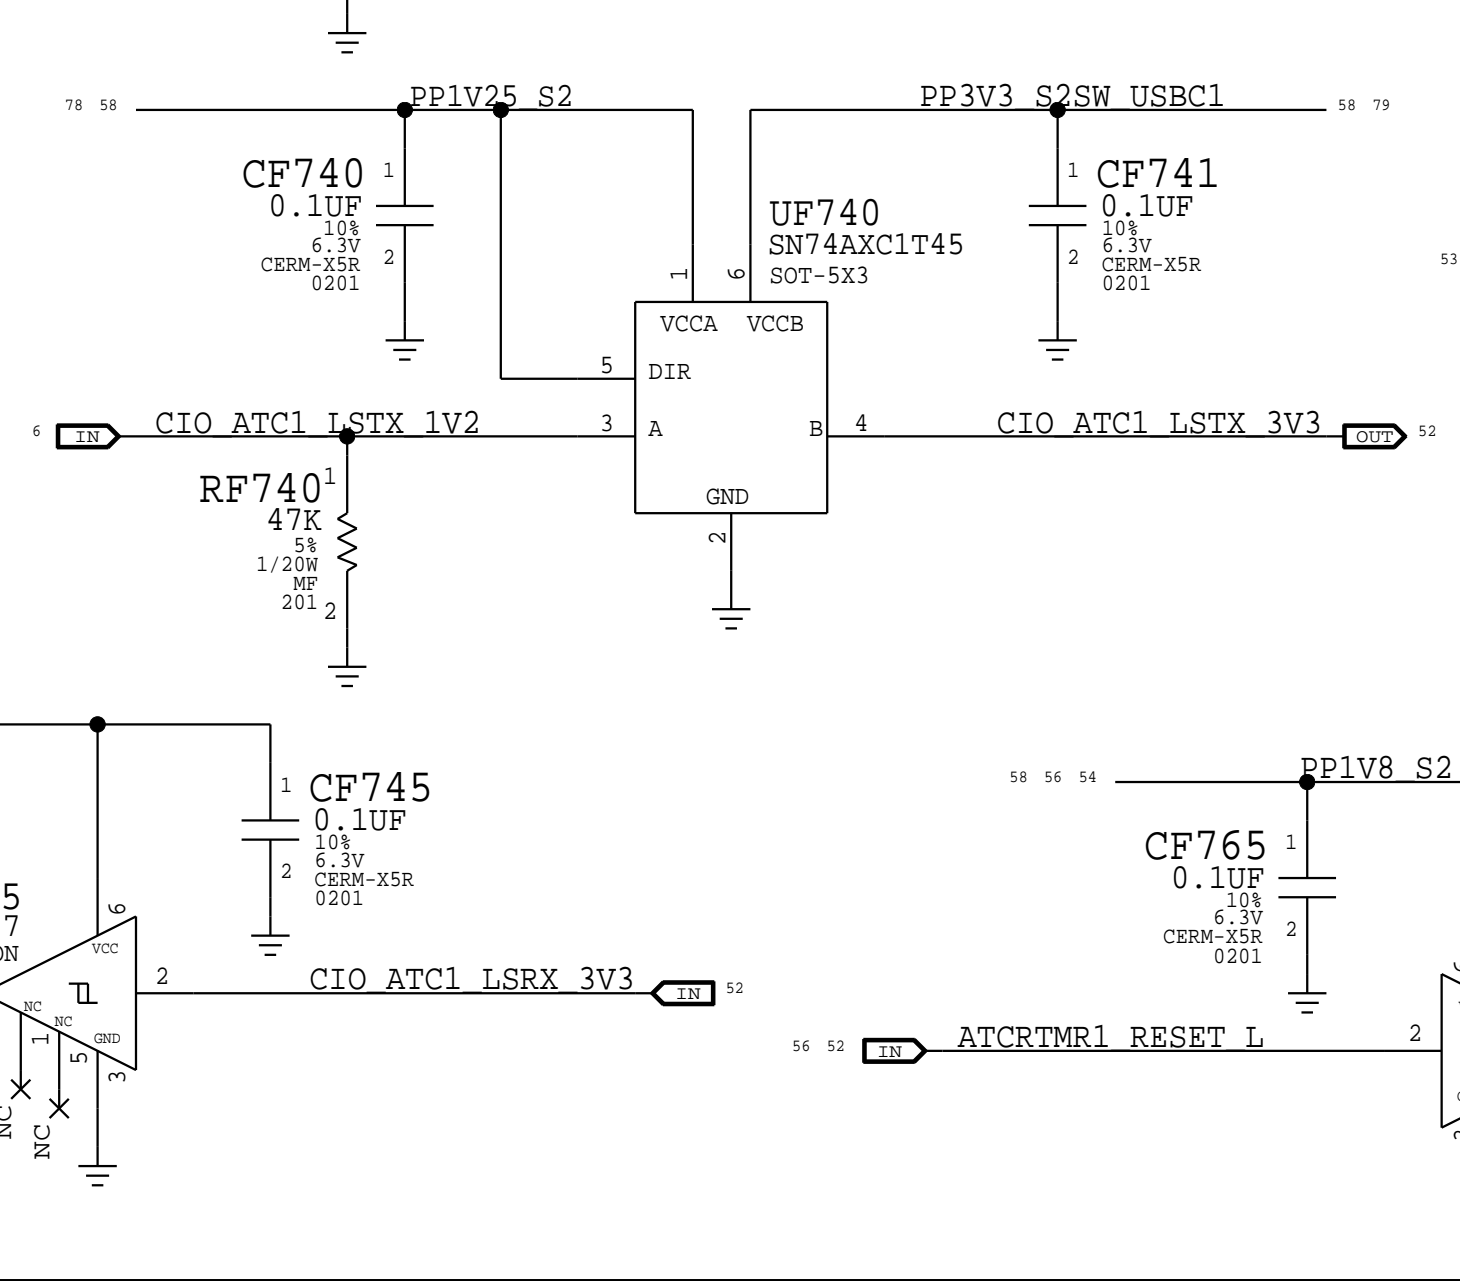 78 58
PP1V25_S2
PP3V3_S2SW_USBC1
58 79
CF740
1
0.1UF
10%
6.3V
CERM-X5R
0201
2
UF740
SN74AXC1T45
SOT-5X3
1
6
CF741
1
0.1UF
10%
6.3V
CERM-X5R
0201
2
53
VCCA VCCB
5
DIR
6
IN
CIO_ATC1_LSTX_1V2
3
A
B
4
CIO_ATC1_LSTX_3V3
OUT
52
GND
2
RF740
1
47K
5%
1/20W
MF
201
2
CF745
1
0.1UF
10%
6.3V
CERM-X5R
0201
2
58 56 54
PP1V8_S2
CF765
1
0.1UF
10%
6.3V
CERM-X5R
0201
2
5
7
6
VCC
2
CIO_ATC1_LSRX_3V3
IN
52
NC
NC
GND
1
5
3
NC
NC
56 52
IN
ATCRTMR1_RESET_L
2